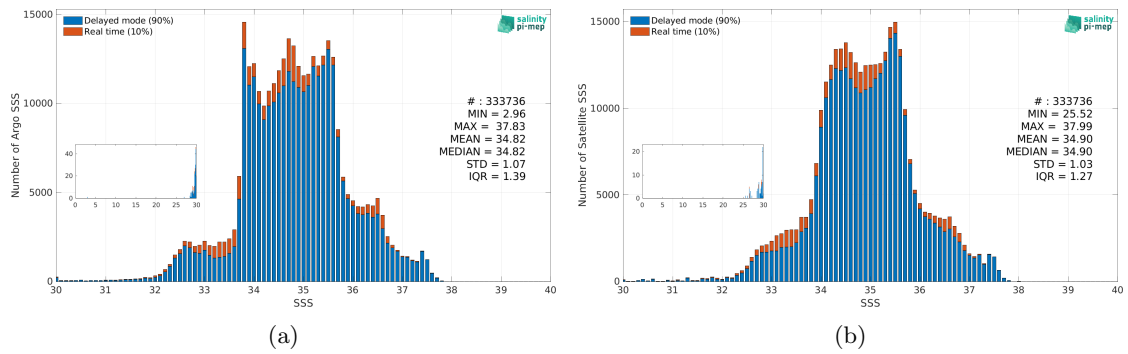 Delayed mode (90%)
Real time (10%)
salinity
pi-mep
# : 333736
MIN = 2.96
MAX = 37.83
MEAN = 34.82
MEDIAN = 34.82
STD = 1.07
IQR = 1.39
15000
10000
5000
0
Number of Argo SSS
40
20
0
0 5 10 15 20 25 30
30 31 32 33 34 35 36 37 38 39 40
SSS
(a)
Delayed mode (90%)
Real time (10%)
salinity
pi-mep
# : 333736
MIN = 25.52
MAX = 37.99
MEAN = 34.90
MEDIAN = 34.90
STD = 1.03
IQR = 1.27
15000
10000
5000
0
Number of Satellite SSS
20
10
0
0 5 10 15 20 25 30
30 31 32 33 34 35 36 37 38 39 40
SSS
(b)